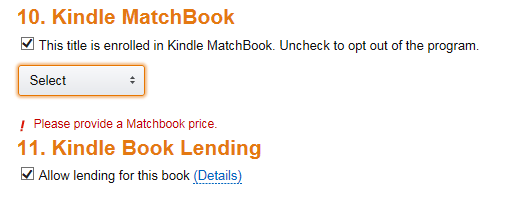 10. Kindle MatchBook
This title is enrolled in Kindle MatchBook. Uncheck to opt out of the program.
Select
! Please provide a Matchbook price.
11. Kindle Book Lending
Allow lending for this book (Details)